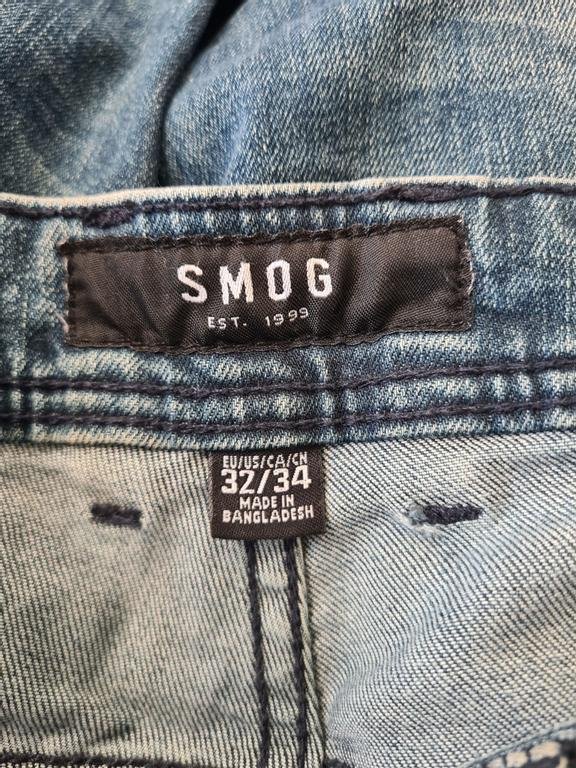 SMOG
EST. 1999
EU/US/CA/CN
32/34
MADE IN
BANGLADESH